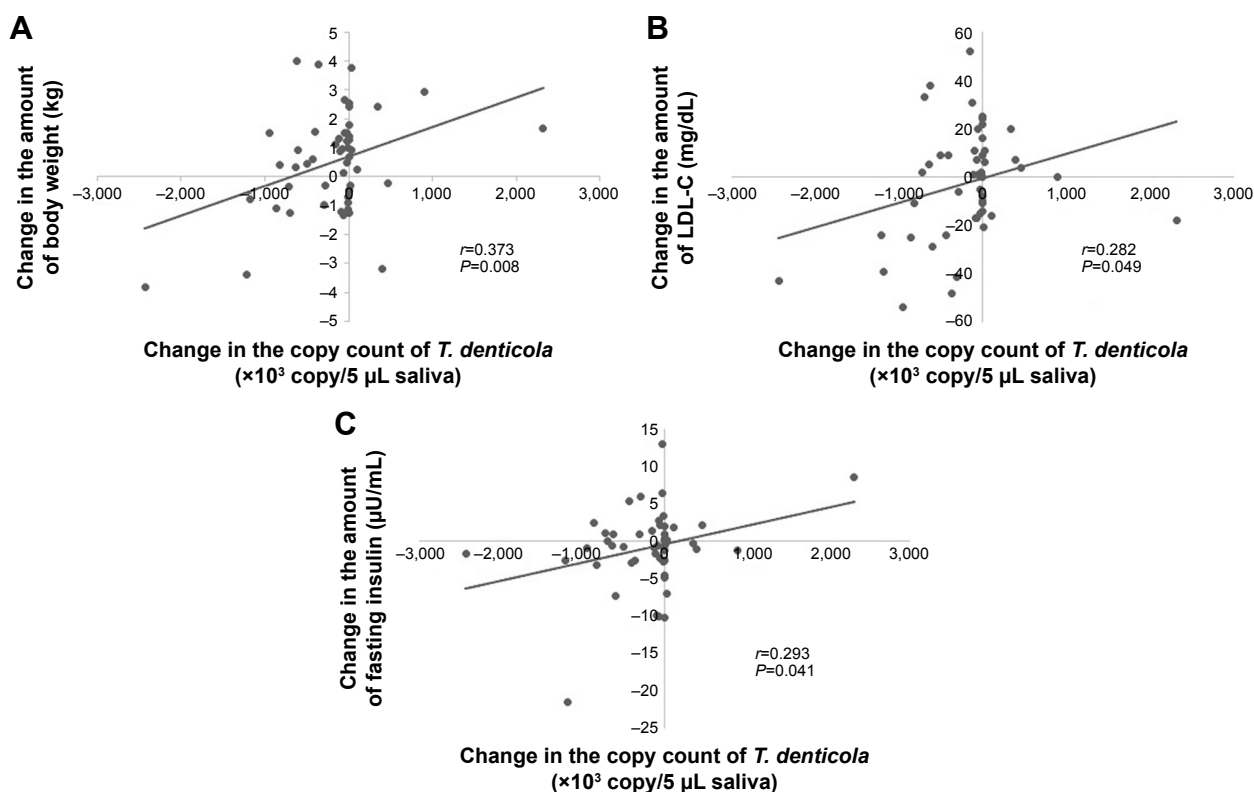 A
Change in the amount
of body weight (kg)
5
4
3
2
1
0
–1
–2
–3
–4
–5
–3,000 –2,000 –1,000 0 1,000 2,000 3,000
r=0.373
P=0.008
Change in the copy count of T. denticola
(×10³ copy/5 µL saliva)
B
Change in the amount
of LDL-C (mg/dL)
60
40
20
0
–20
–40
–60
–3,000 –2,000 –1,000 0 1,000 2,000 3,000
r=0.282
P=0.049
Change in the copy count of T. denticola
(×10³ copy/5 µL saliva)
C
Change in the amount
of fasting insulin (µU/mL)
15
10
5
0
–5
–10
–15
–20
–25
–3,000 –2,000 –1,000 0 1,000 2,000 3,000
r=0.293
P=0.041
Change in the copy count of T. denticola
(×10³ copy/5 µL saliva)